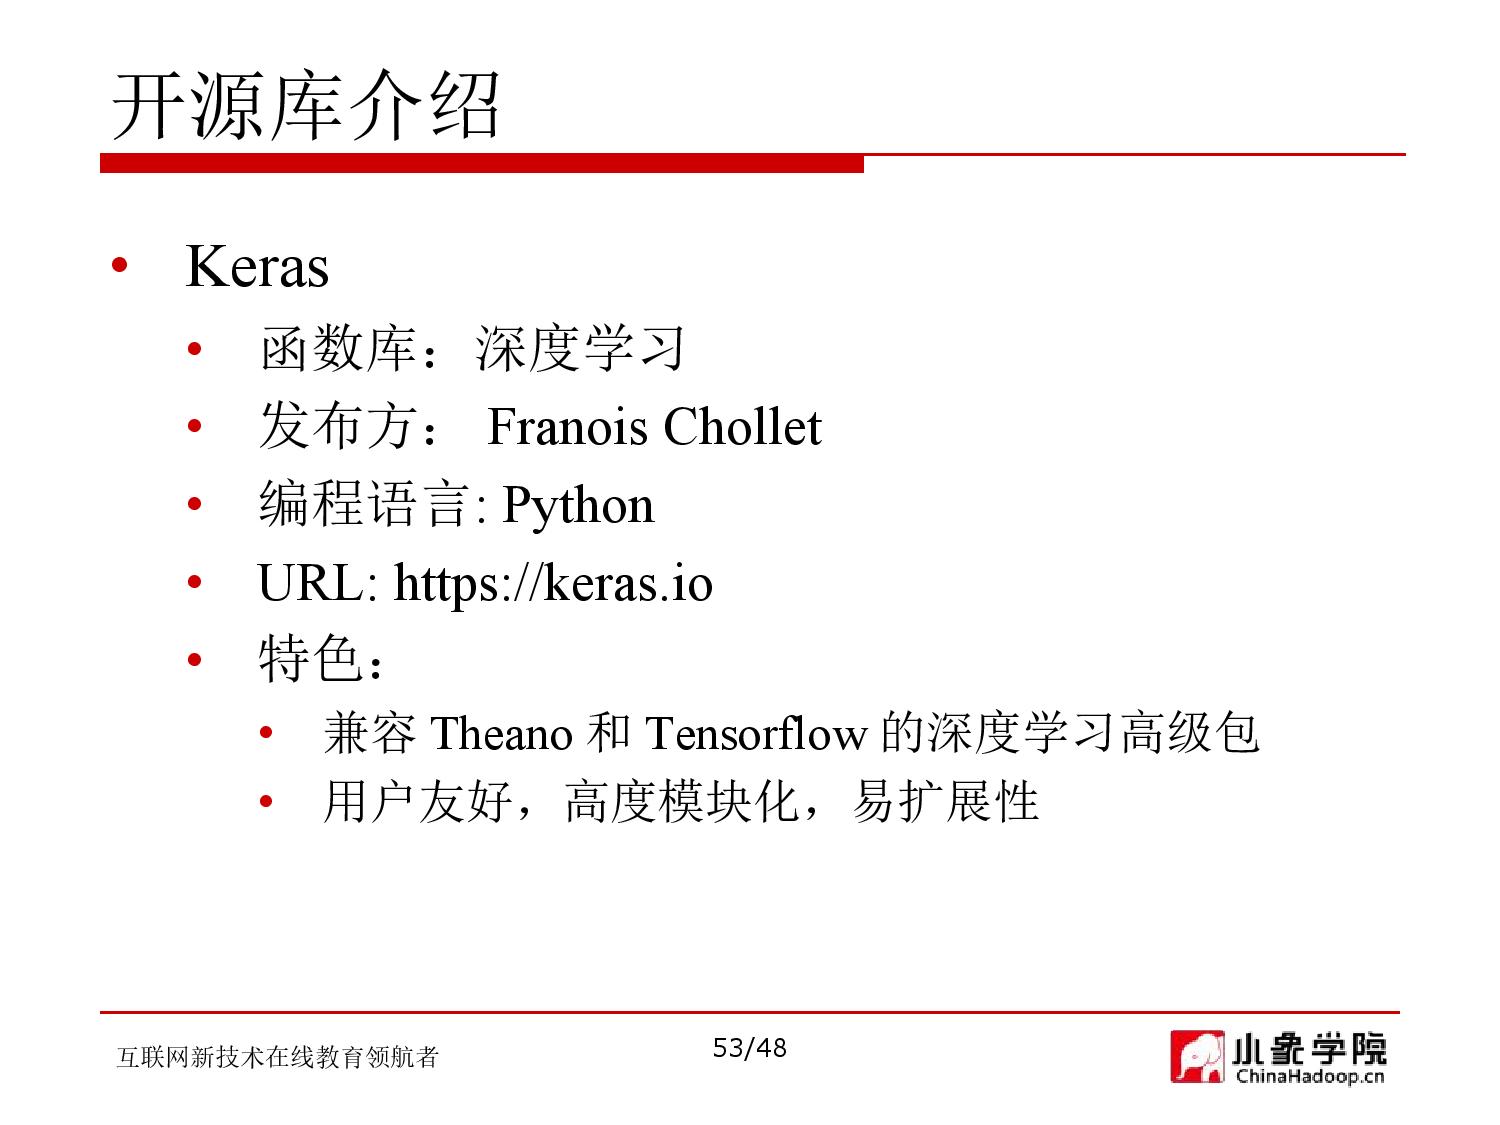 开源库介绍
• Keras
• 函数库：深度学习
• 发布方： Franois Chollet
• 编程语言: Python
• URL: https://keras.io
• 特色：
• 兼容 Theano 和 Tensorflow 的深度学习高级包
• 用户友好，高度模块化，易扩展性
互联网新技术在线教育领航者
53/48
小象学院
ChinaHadoop.cn